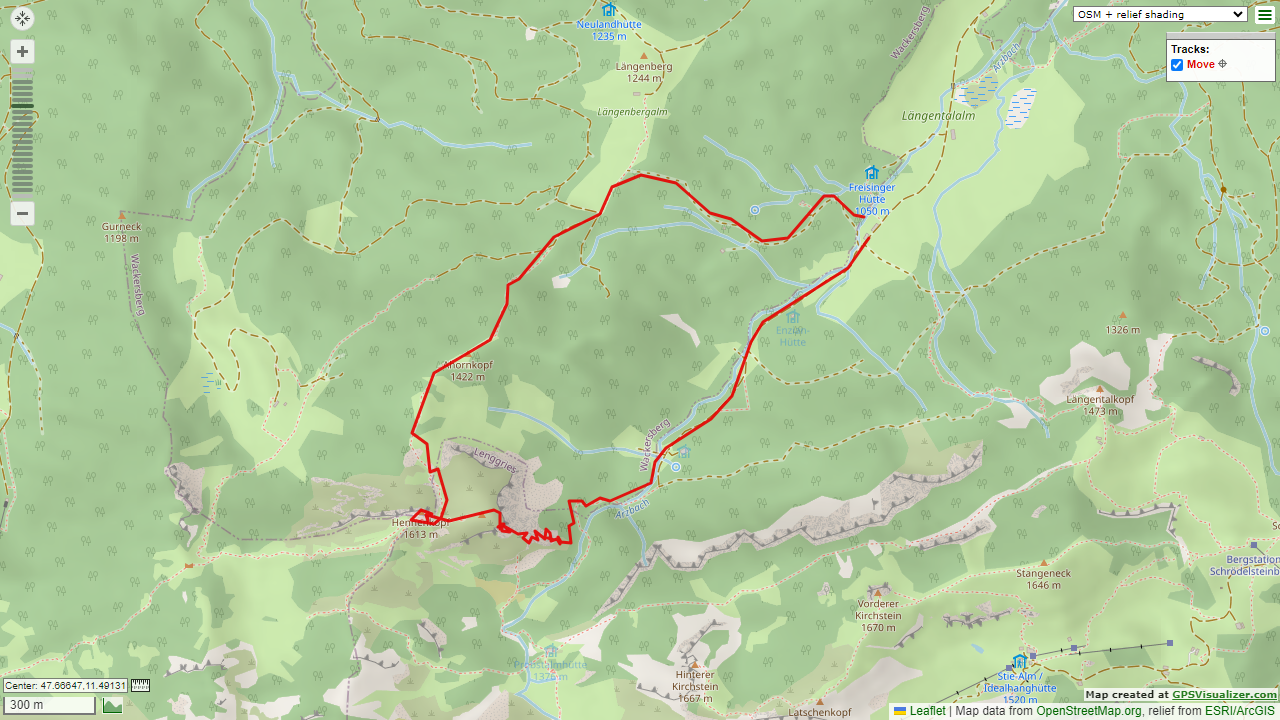 Neulandhütte
1235 m
OSM + relief shading
Tracks:
Move
Wackersberg
Arzbach
Längenberg
1244 m
Längenbergalm
Längentalalm
Freisinger
Hütte
1050 m
Gurneck
1198 m
Wackersberg
Enzian-
Hütte
1326 m
Ahornkopf
1422 m
Längentalkopf
1473 m
Wackersberg
Lenggries
Arzbach
Hennenkopf
1613 m
Bergstation
Schrödelsteinb
Stangeneck
1646 m
Vorderer
Kirchstein
1670 m
Probstalmhütte
1376 m
Hinterer
Kirchstein
1667 m
Stie-Alm /
Idealhanghütte
1520 m
Latschenkopf
Center: 47.66647,11.49131
300 m
Map created at GPSVisualizer.com
Leaflet | Map data from OpenStreetMap.org, relief from ESRI/ArcGIS